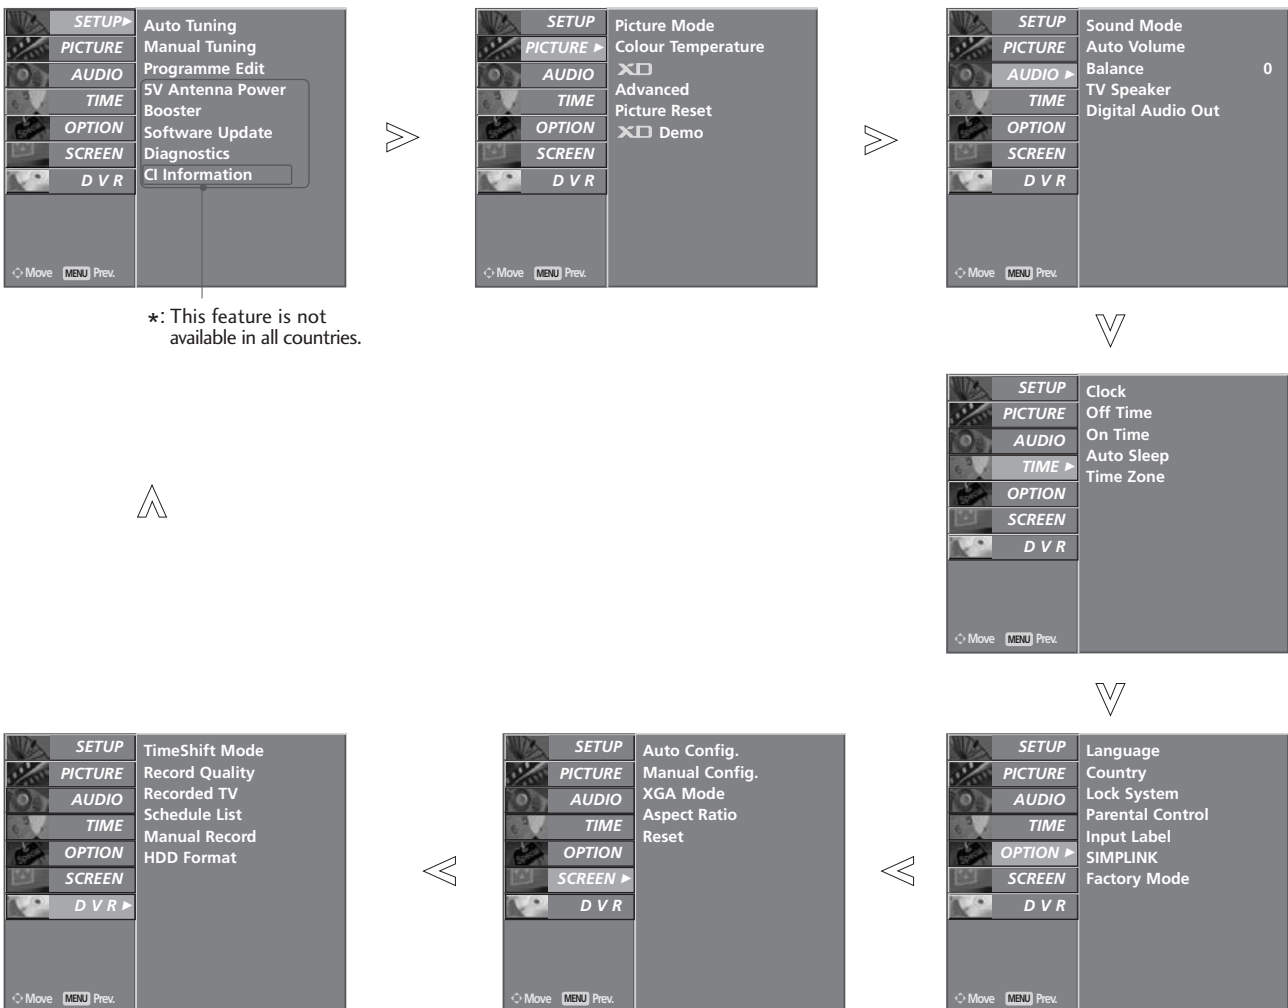 SETUP
PICTURE
AUDIO
TIME
OPTION
SCREEN
D V R
Auto Tuning
Manual Tuning
Programme Edit
5V Antenna Power
Booster
Software Update
Diagnostics
CI Information
Move MENU Prev.
*: This feature is not
available in all countries.
SETUP
PICTURE
AUDIO
TIME
OPTION
SCREEN
D V R
Picture Mode
Colour Temperature
XD
Advanced
Picture Reset
XD Demo
Move MENU Prev.
SETUP
PICTURE
AUDIO
TIME
OPTION
SCREEN
D V R
Sound Mode
Auto Volume
Balance 0
TV Speaker
Digital Audio Out
Move MENU Prev.
SETUP
PICTURE
AUDIO
TIME
OPTION
SCREEN
D V R
Clock
Off Time
On Time
Auto Sleep
Time Zone
Move MENU Prev.
SETUP
PICTURE
AUDIO
TIME
OPTION
SCREEN
D V R
TimeShift Mode
Record Quality
Recorded TV
Schedule List
Manual Record
HDD Format
Move MENU Prev.
SETUP
PICTURE
AUDIO
TIME
OPTION
SCREEN
D V R
Auto Config.
Manual Config.
XGA Mode
Aspect Ratio
Reset
Move MENU Prev.
SETUP
PICTURE
AUDIO
TIME
OPTION
SCREEN
D V R
Language
Country
Lock System
Parental Control
Input Label
SIMPLINK
Factory Mode
Move MENU Prev.